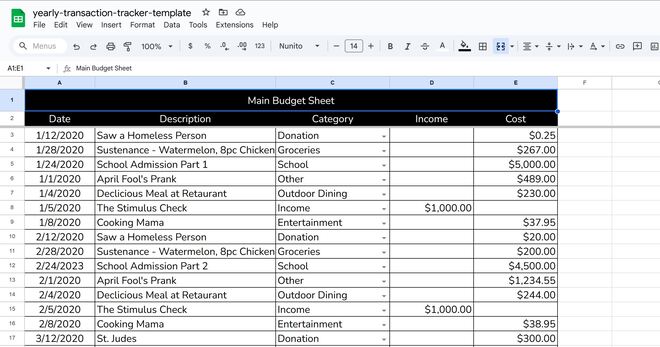 yearly-transaction-tracker-template
File Edit View Insert Format Data Tools Extensions Help
Menus 100% $ % .0 .00 123 Nunito − 14 + B I S A
A1:E1 fx Main Budget Sheet
A B C D E F
1 Main Budget Sheet
2 Date Description Category Income Cost
3 1/12/2020 Saw a Homeless Person Donation $0.25
4 1/28/2020 Sustenance - Watermelon, 8pc Chicken Groceries $267.00
5 1/24/2020 School Admission Part 1 School $5,000.00
6 1/1/2020 April Fool's Prank Other $489.00
7 1/4/2020 Declicious Meal at Retaurant Outdoor Dining $230.00
8 1/5/2020 The Stimulus Check Income $1,000.00
9 1/8/2020 Cooking Mama Entertainment $37.95
10 2/12/2020 Saw a Homeless Person Donation $20.00
11 2/28/2020 Sustenance - Watermelon, 8pc Chicken Groceries $200.00
12 2/24/2023 School Admission Part 2 School $4,500.00
13 2/1/2020 April Fool's Prank Other $1,234.55
14 2/4/2020 Declicious Meal at Retaurant Outdoor Dining $244.00
15 2/5/2020 The Stimulus Check Income $1,000.00
16 2/8/2020 Cooking Mama Entertainment $38.95
17 3/12/2020 St. Judes Donation $300.00